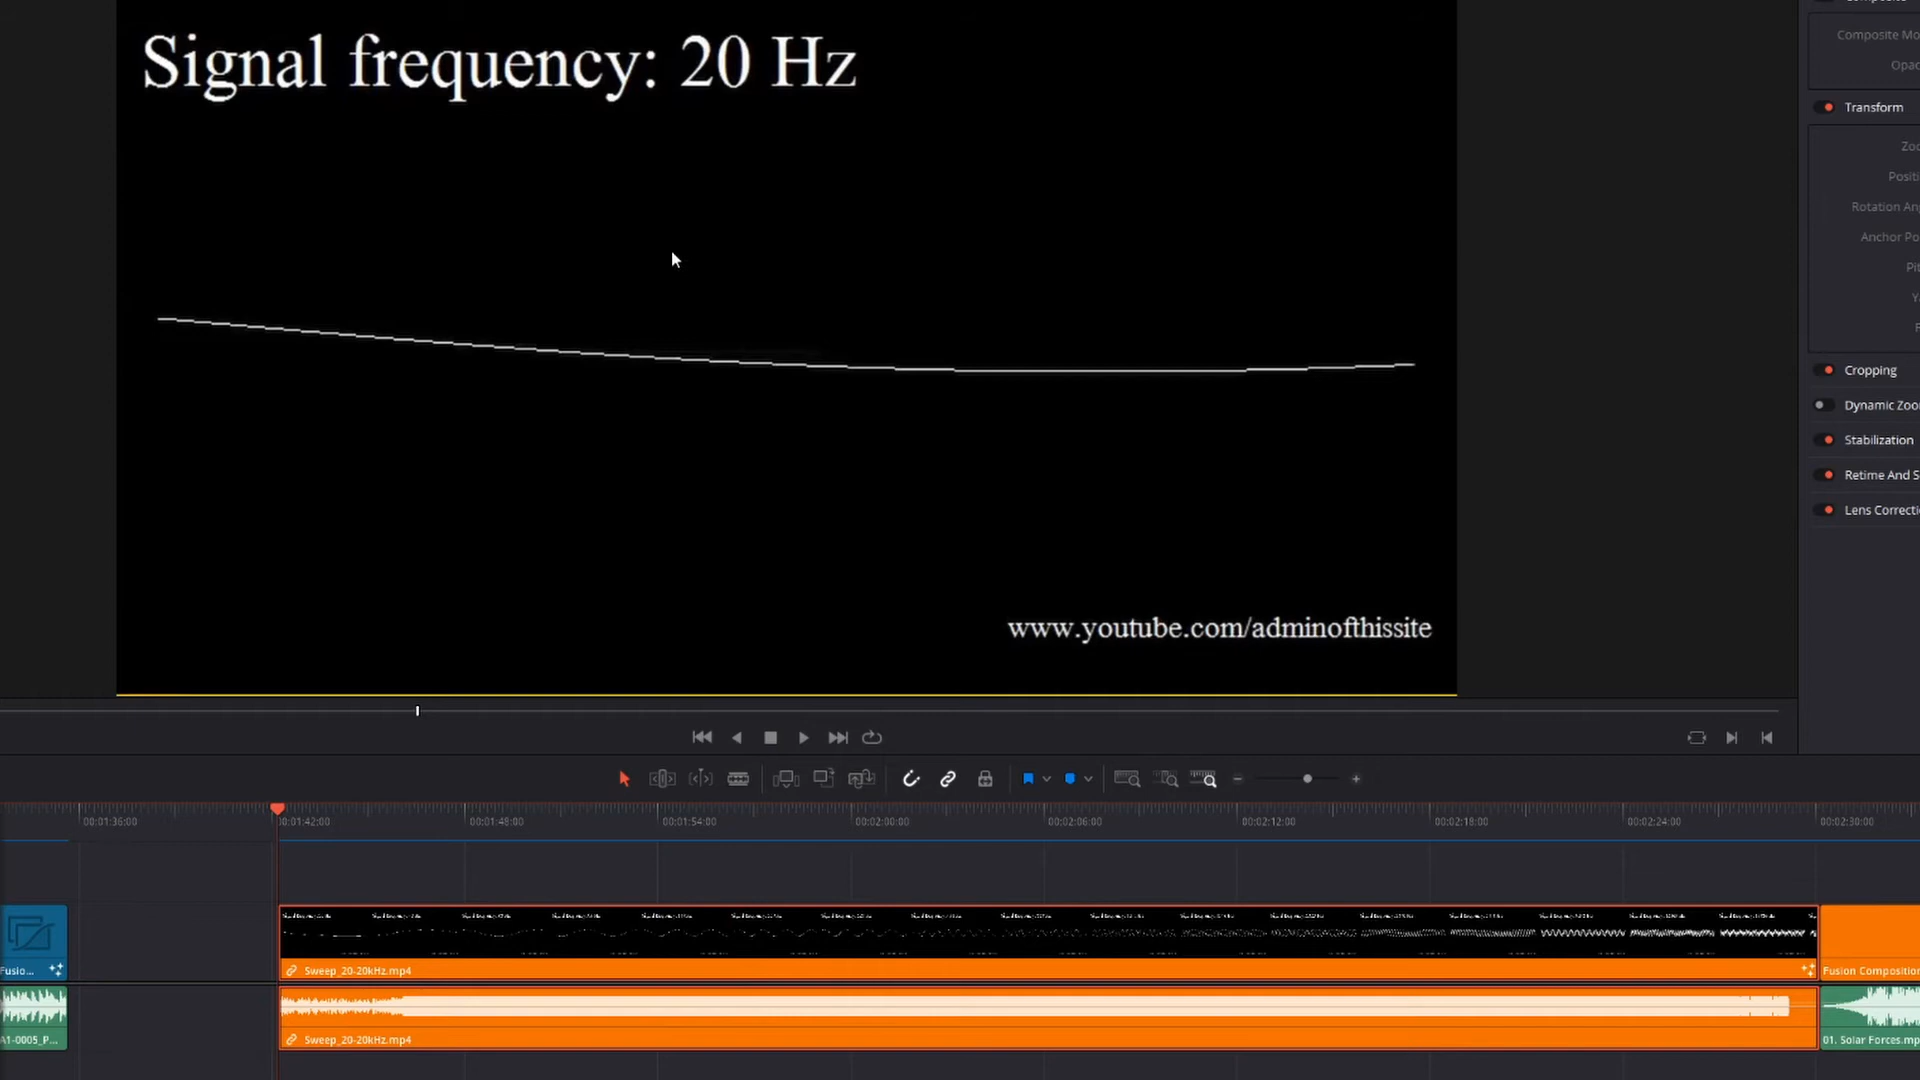 Signal frequency: 20 Hz
Composite Mo
Opac
Transform
Zoo
Positi
Rotation Ang
Anchor Po
Pit
Y
Cropping
Dynamic Zoo
Stabilization
Retime And S
Lens Correcti
www.youtube.com/adminofthissite
00:01:36:00
00:01:42:00
00:01:48:00
00:01:54:00
00:02:00:00
00:02:06:00
00:02:12:00
00:02:18:00
00:02:24:00
00:02:30:00
Fusio...
Sweep_20-20kHz.mp4
Fusion Composition
A1-0005_P...
Sweep_20-20kHz.mp4
01. Solar Forces.mp